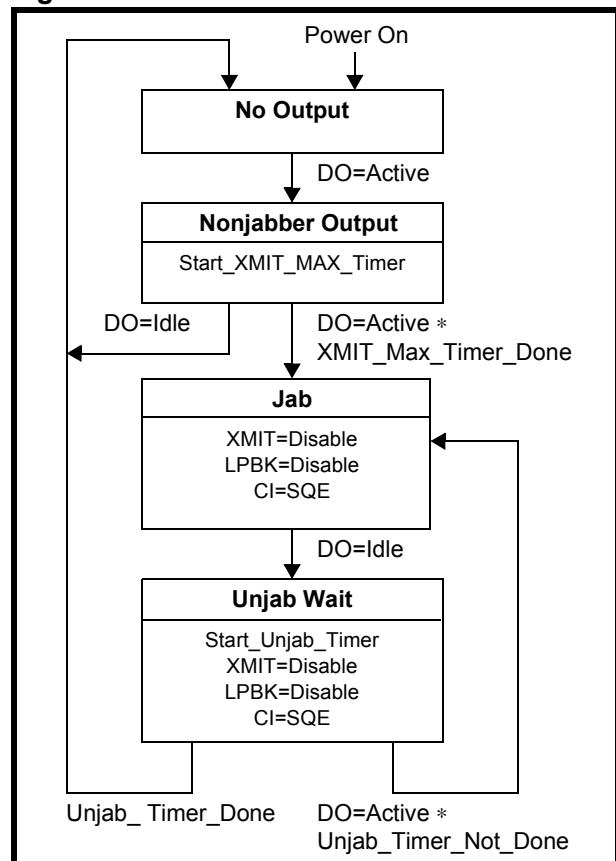 Power On
No Output
DO=Active
Nonjabber Output
Start_XMIT_MAX_Timer
DO=Idle
DO=Active *
XMIT_Max_Timer_Done
Jab
XMIT=Disable
LPBK=Disable
CI=SQE
DO=Idle
Unjab Wait
Start_Unjab_Timer
XMIT=Disable
LPBK=Disable
CI=SQE
Unjab_ Timer_Done
DO=Active *
Unjab_Timer_Not_Done